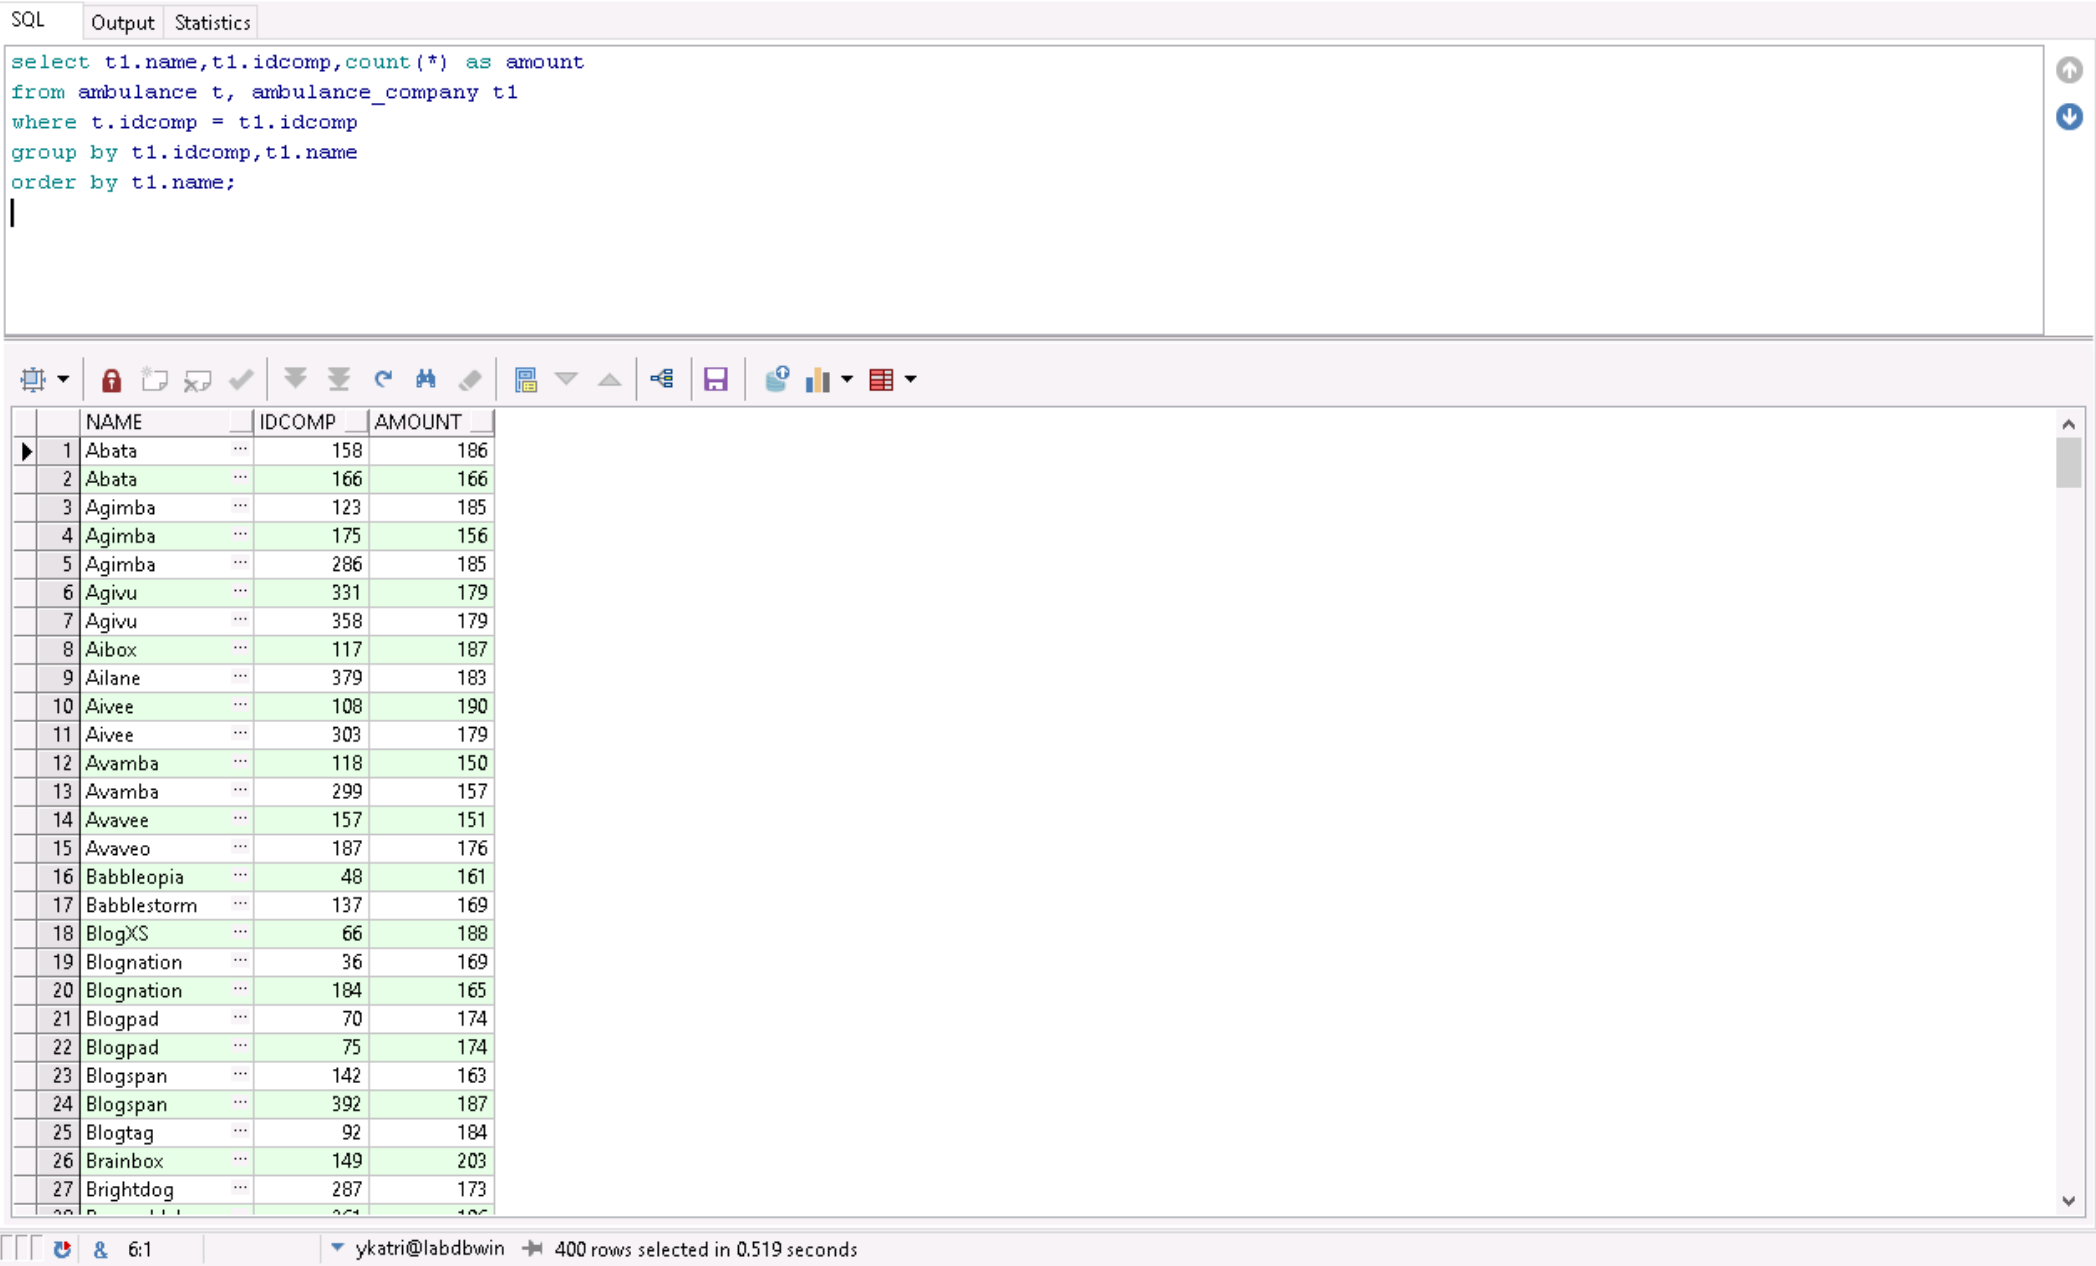 SQL Output Statistics
select t1.name,t1.idcomp,count(*) as amount
from ambulance t, ambulance_company t1
where t.idcomp = t1.idcomp
group by t1.idcomp,t1.name
order by t1.name;
NAME IDCOMP AMOUNT
1 Abata ... 158 186
2 Abata ... 166 166
3 Agimba ... 123 185
4 Agimba ... 175 156
5 Agimba ... 286 185
6 Agivu ... 331 179
7 Agivu ... 358 179
8 Aibox ... 117 187
9 Ailane ... 379 183
10 Aivee ... 108 190
11 Aivee ... 303 179
12 Avamba ... 118 150
13 Avamba ... 299 157
14 Avavee ... 157 151
15 Avaveo ... 187 176
16 Babbleopia ... 48 161
17 Babblestorm ... 137 169
18 BlogXS ... 66 188
19 Blognation ... 36 169
20 Blognation ... 184 165
21 Blogpad ... 70 174
22 Blogpad ... 75 174
23 Blogspan ... 142 163
24 Blogspan ... 392 187
25 Blogtag ... 92 184
26 Brainbox ... 149 203
27 Brightdog ... 287 173
& 6:1 ykatri@labdbwin 400 rows selected in 0.519 seconds